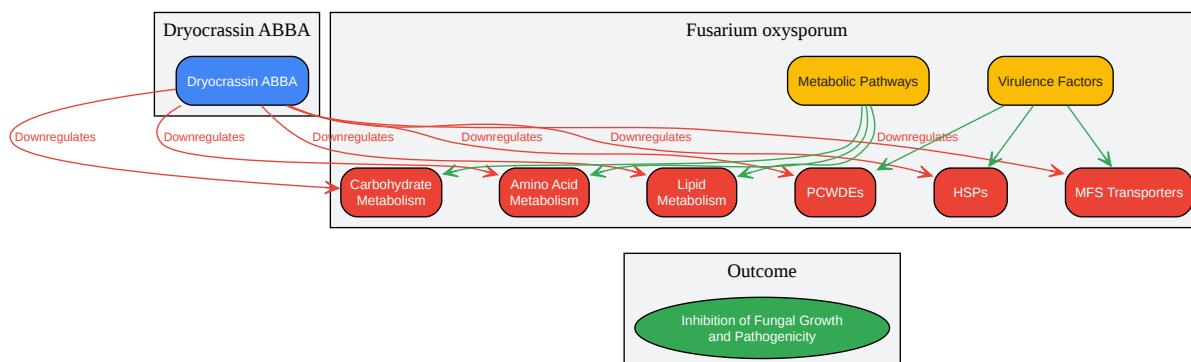 Dryocrassin ABBA
Fusarium oxysporum
Dryocrassin ABBA
Metabolic Pathways
Virulence Factors
Downregulates
Downregulates
Downregulates
Downregulates
Downregulates
Downregulates
Carbohydrate
Metabolism
Amino Acid
Metabolism
Lipid
Metabolism
PCWDEs
HSPs
MFS Transporters
Outcome
Inhibition of Fungal Growth
and Pathogenicity